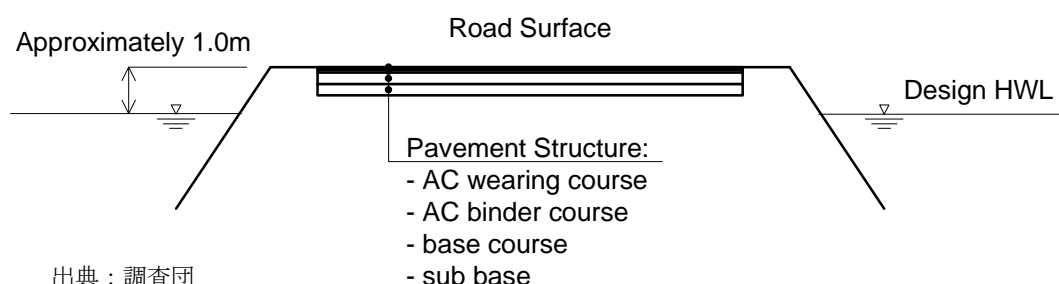 Road Surface
Approximately 1.0m
Design HWL
Pavement Structure:
- AC wearing course
- AC binder course
- base course
- sub base
出典：調査団